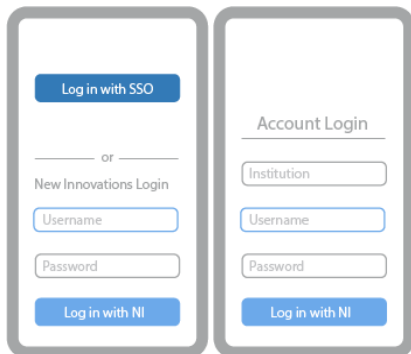 Log in with SSO
or
New Innovations Login
Username
Password
Log in with NI
Account Login
Institution
Username
Password
Log in with NI